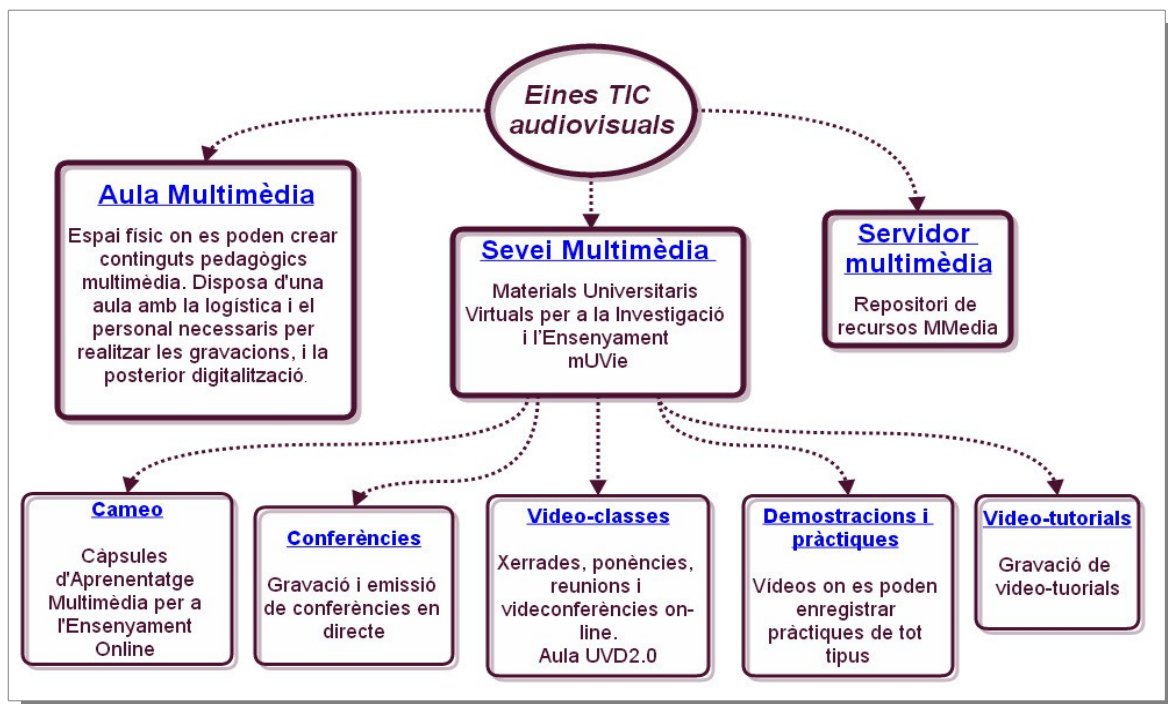 Eines TIC
audiovisuals
Aula Multimèdia
Espai físic on es poden crear
continguts pedagògics
multimèdia. Disposa d'una
aula amb la logística i el
personal necessaris per
realitzar les gravacions, i la
posterior digitalització.
Sevei Multimèdia
Materials Universitaris
Virtuals per a la Investigació
i l'Ensenyament
mUVie
Servidor
multimèdia
Repositori de
recursos MMedia
Cameo
Càpsules
d'Aprenentatge
Multimèdia per a
l'Ensenyament
Online
Conferències
Gravació i emissió
de conferències en
directe
Video-classes
Xerrades, ponències,
reunions i
videconferències on-
line.
Aula UVD2.0
Demostracions i
pràctiques
Vídeos on es poden
enregistrar
pràctiques de tot
tipus
Video-tutorials
Gravació de
video-tuorials